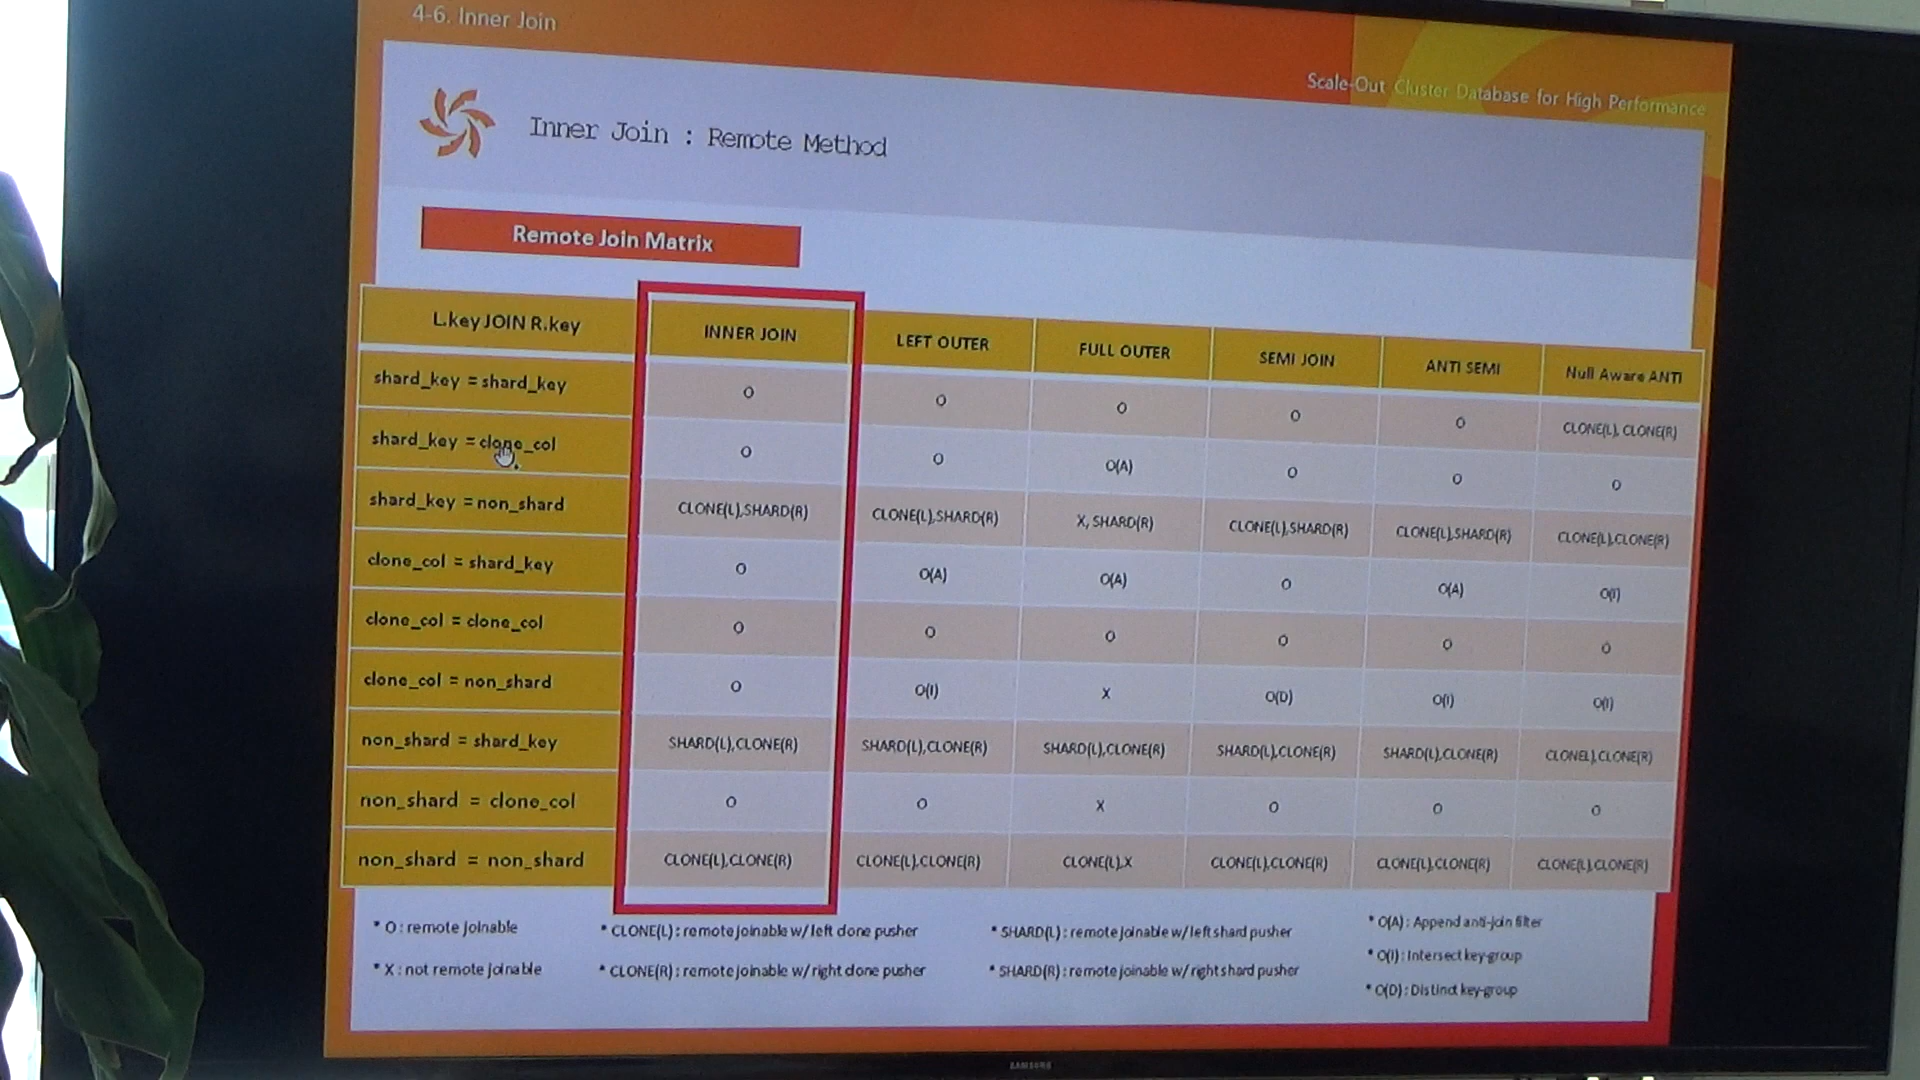 4-6. Inner Join
Scale-Out Cluster Database for High Performance
Inner Join : Remote Method
Remote Join Matrix
L.key JOIN R.key INNER JOIN LEFT OUTER FULL OUTER SEMI JOIN ANTI SEMI Null Aware ANTI
shard_key = shard_key O O O O O CLONE(L), CLONE(R)
shard_key = clone_col O O O(A) O O O
shard_key = non_shard CLONE(L),SHARD(R) CLONE(L),SHARD(R) X, SHARD(R) CLONE(L),SHARD(R) CLONE(L),SHARD(R) CLONE(L),CLONE(R)
clone_col = shard_key O O(A) O(A) O O(A) O(I)
clone_col = clone_col O O O O O O
clone_col = non_shard O O(I) X O(D) O(I) O(I)
non_shard = shard_key SHARD(L),CLONE(R) SHARD(L),CLONE(R) SHARD(L),CLONE(R) SHARD(L),CLONE(R) SHARD(L),CLONE(R) CLONEL),CLONE(R)
non_shard = clone_col O O X O O O
non_shard = non_shard CLONE(L),CLONE(R) CLONE(L),CLONE(R) CLONE(L),X CLONE(L),CLONE(R) CLONE(L),CLONE(R) CLONE(L),CLONE(R)
* O : remote joinable * CLONE(L) : remote joinable w/ left clone pusher * SHARD(L) : remote joinable w/ left shard pusher * O(A) : Append anti-join filter
* O(I) : Intersect key-group
* X : not remote joinable * CLONE(R) : remote joinable w/ right clone pusher * SHARD(R) : remote joinable w/ right shard pusher
* O(D) : Distinct key-group
SAMSUNG